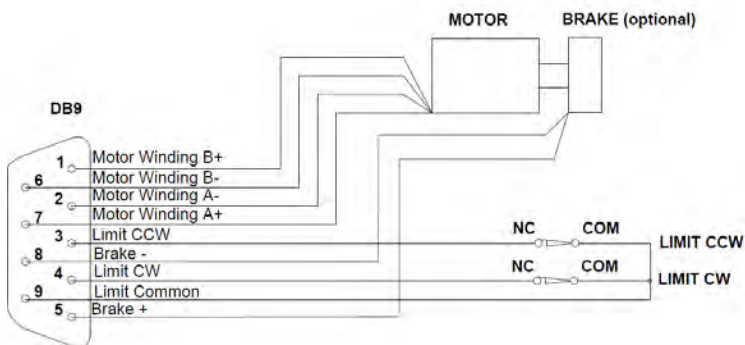 MOTOR BRAKE (optional)
DB9
1 Motor Winding B+
6 Motor Winding B-
2 Motor Winding A-
7 Motor Winding A+
3 Limit CCW NC COM LIMIT CCW
8 Brake -
4 Limit CW NC COM LIMIT CW
9 Limit Common
5 Brake +